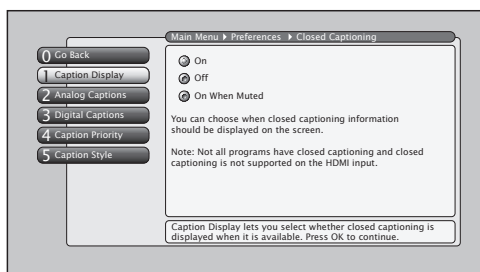 Main Menu ▸ Preferences ▸ Closed Captioning
0 Go Back
1 Caption Display
2 Analog Captions
3 Digital Captions
4 Caption Priority
5 Caption Style
On
Off
On When Muted
You can choose when closed captioning information
should be displayed on the screen.
Note: Not all programs have closed captioning and closed
captioning is not supported on the HDMI input.
Caption Display lets you select whether closed captioning is
displayed when it is available. Press OK to continue.